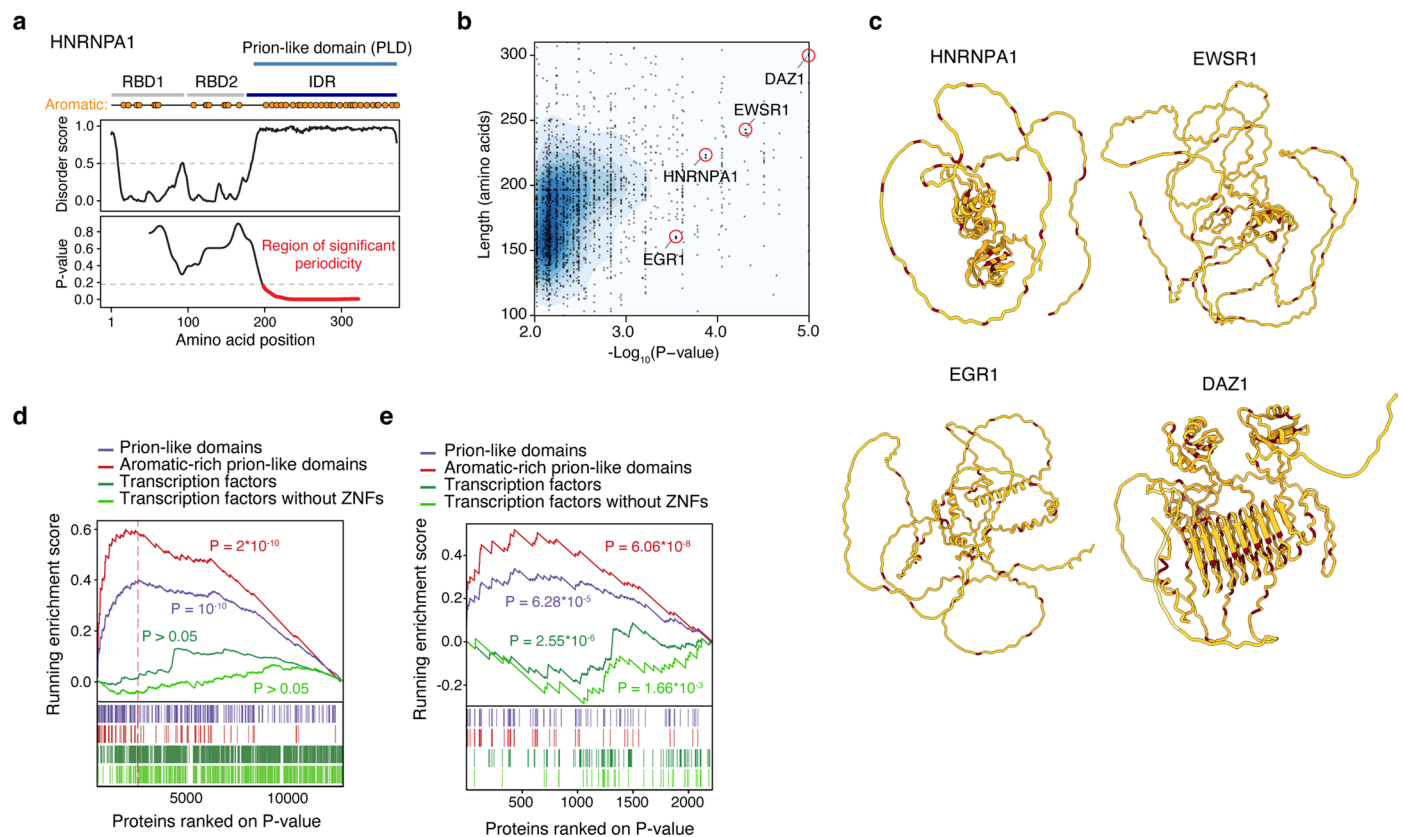 a
HNRNPA1
Prion-like domain (PLD)
RBD1 RBD2 IDR
Aromatic:
Disorder score
1.0
0.5
0.0
P-value
0.8
0.4
0.2
0.0
Region of significant
periodicity
1 100 200 300
Amino acid position
b
Length (amino acids)
300
250
200
150
100
DAZ1
EWSR1
HNRNPA1
EGR1
2.0 3.0 4.0 5.0
-Log10(P−value)
c
HNRNPA1 EWSR1
EGR1 DAZ1
d
Prion-like domains
Aromatic-rich prion-like domains
Transcription factors
Transcription factors without ZNFs
Running enrichment score
0.6
0.4
0.2
0.0
P = 2*10-10
P = 10-10
P > 0.05
P > 0.05
5000 10000
Proteins ranked on P-value
e
Prion-like domains
Aromatic-rich prion-like domains
Transcription factors
Transcription factors without ZNFs
Running enrichment score
0.4
0.2
0.0
-0.2
P = 6.06*10-8
P = 6.28*10-5
P = 2.55*10-6
P = 1.66*10-3
500 1000 1500 2000
Proteins ranked on P-value